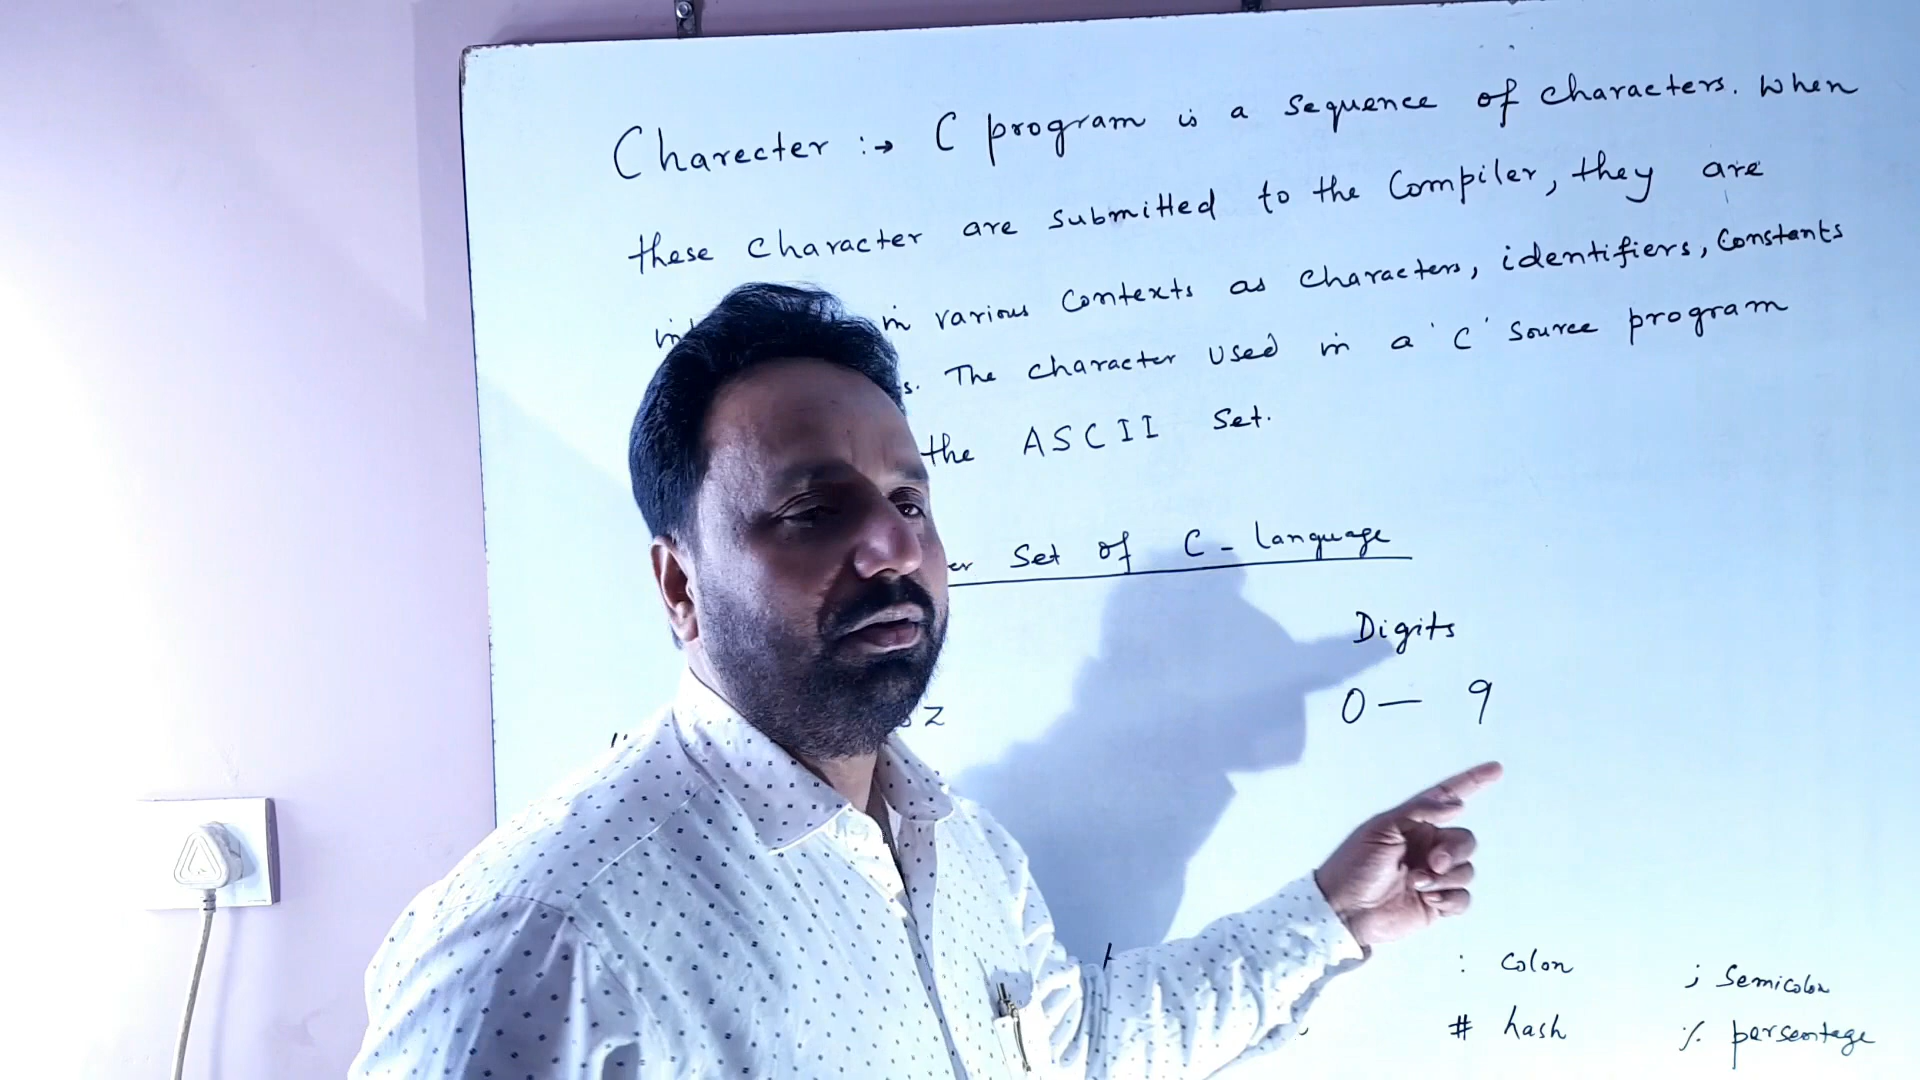 Charecter :→ C program is a sequence of characters. When
these character are submitted to the Compiler, they are
in various Contexts as characters, identifiers, Constants
The character used in a 'C' source program
the ASCII Set.
Set of C - language
Digits
0 — 9
z
: colon ; Semicolon
# hash % persentage